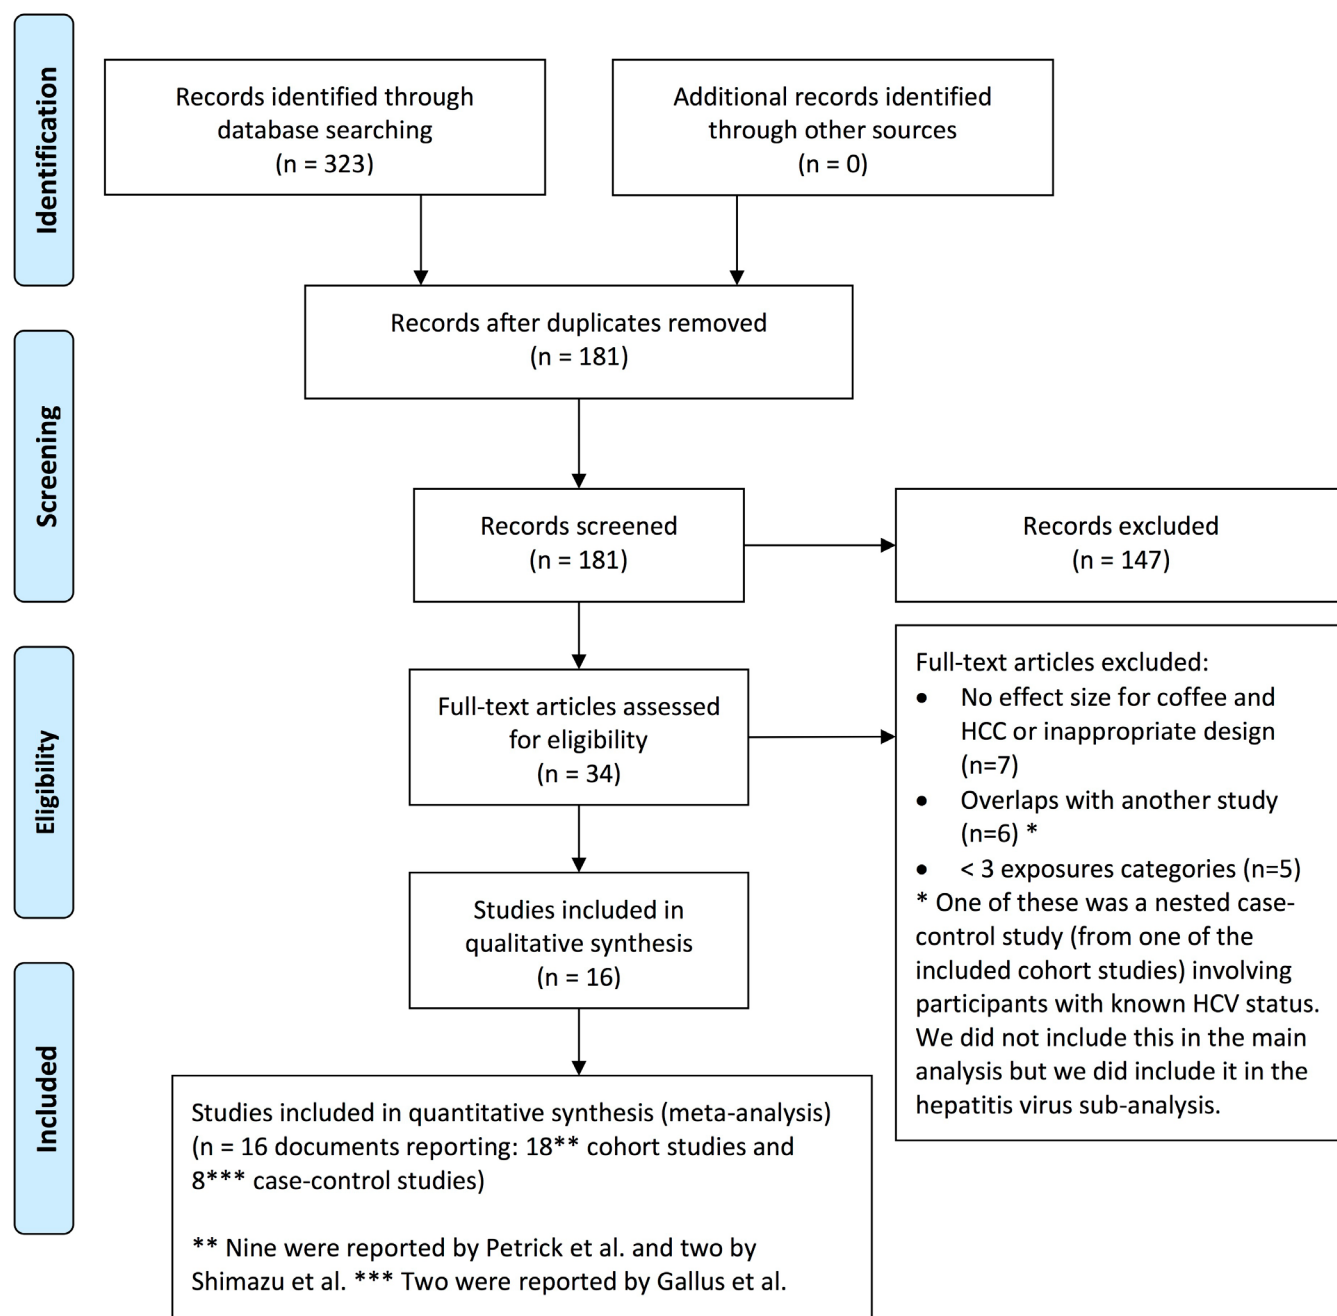 Identification
Records identified through
database searching
(n = 323)
Additional records identified
through other sources
(n = 0)
Records after duplicates removed
(n = 181)
Screening
Records screened
(n = 181)
Records excluded
(n = 147)
Eligibility
Full-text articles assessed
for eligibility
(n = 34)
Full-text articles excluded:
• No effect size for coffee and
HCC or inappropriate design
(n=7)
• Overlaps with another study
(n=6) *
• < 3 exposures categories (n=5)
* One of these was a nested case-
control study (from one of the
included cohort studies) involving
participants with known HCV status.
We did not include this in the main
analysis but we did include it in the
hepatitis virus sub-analysis.
Studies included in
qualitative synthesis
(n = 16)
Included
Studies included in quantitative synthesis (meta-analysis)
(n = 16 documents reporting: 18** cohort studies and
8*** case-control studies)
** Nine were reported by Petrick et al. and two by
Shimazu et al. *** Two were reported by Gallus et al.